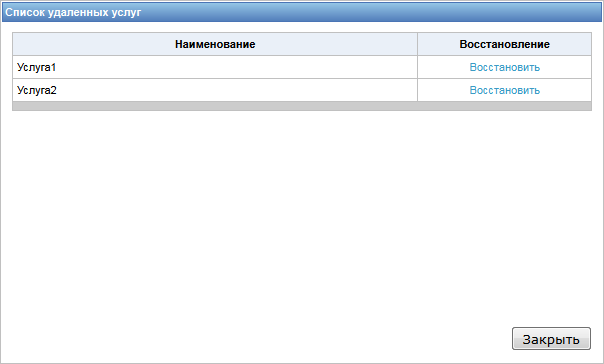 Список удаленных услуг
Наименование Восстановление
Услуга1 Восстановить
Услуга2 Восстановить
Закрыть